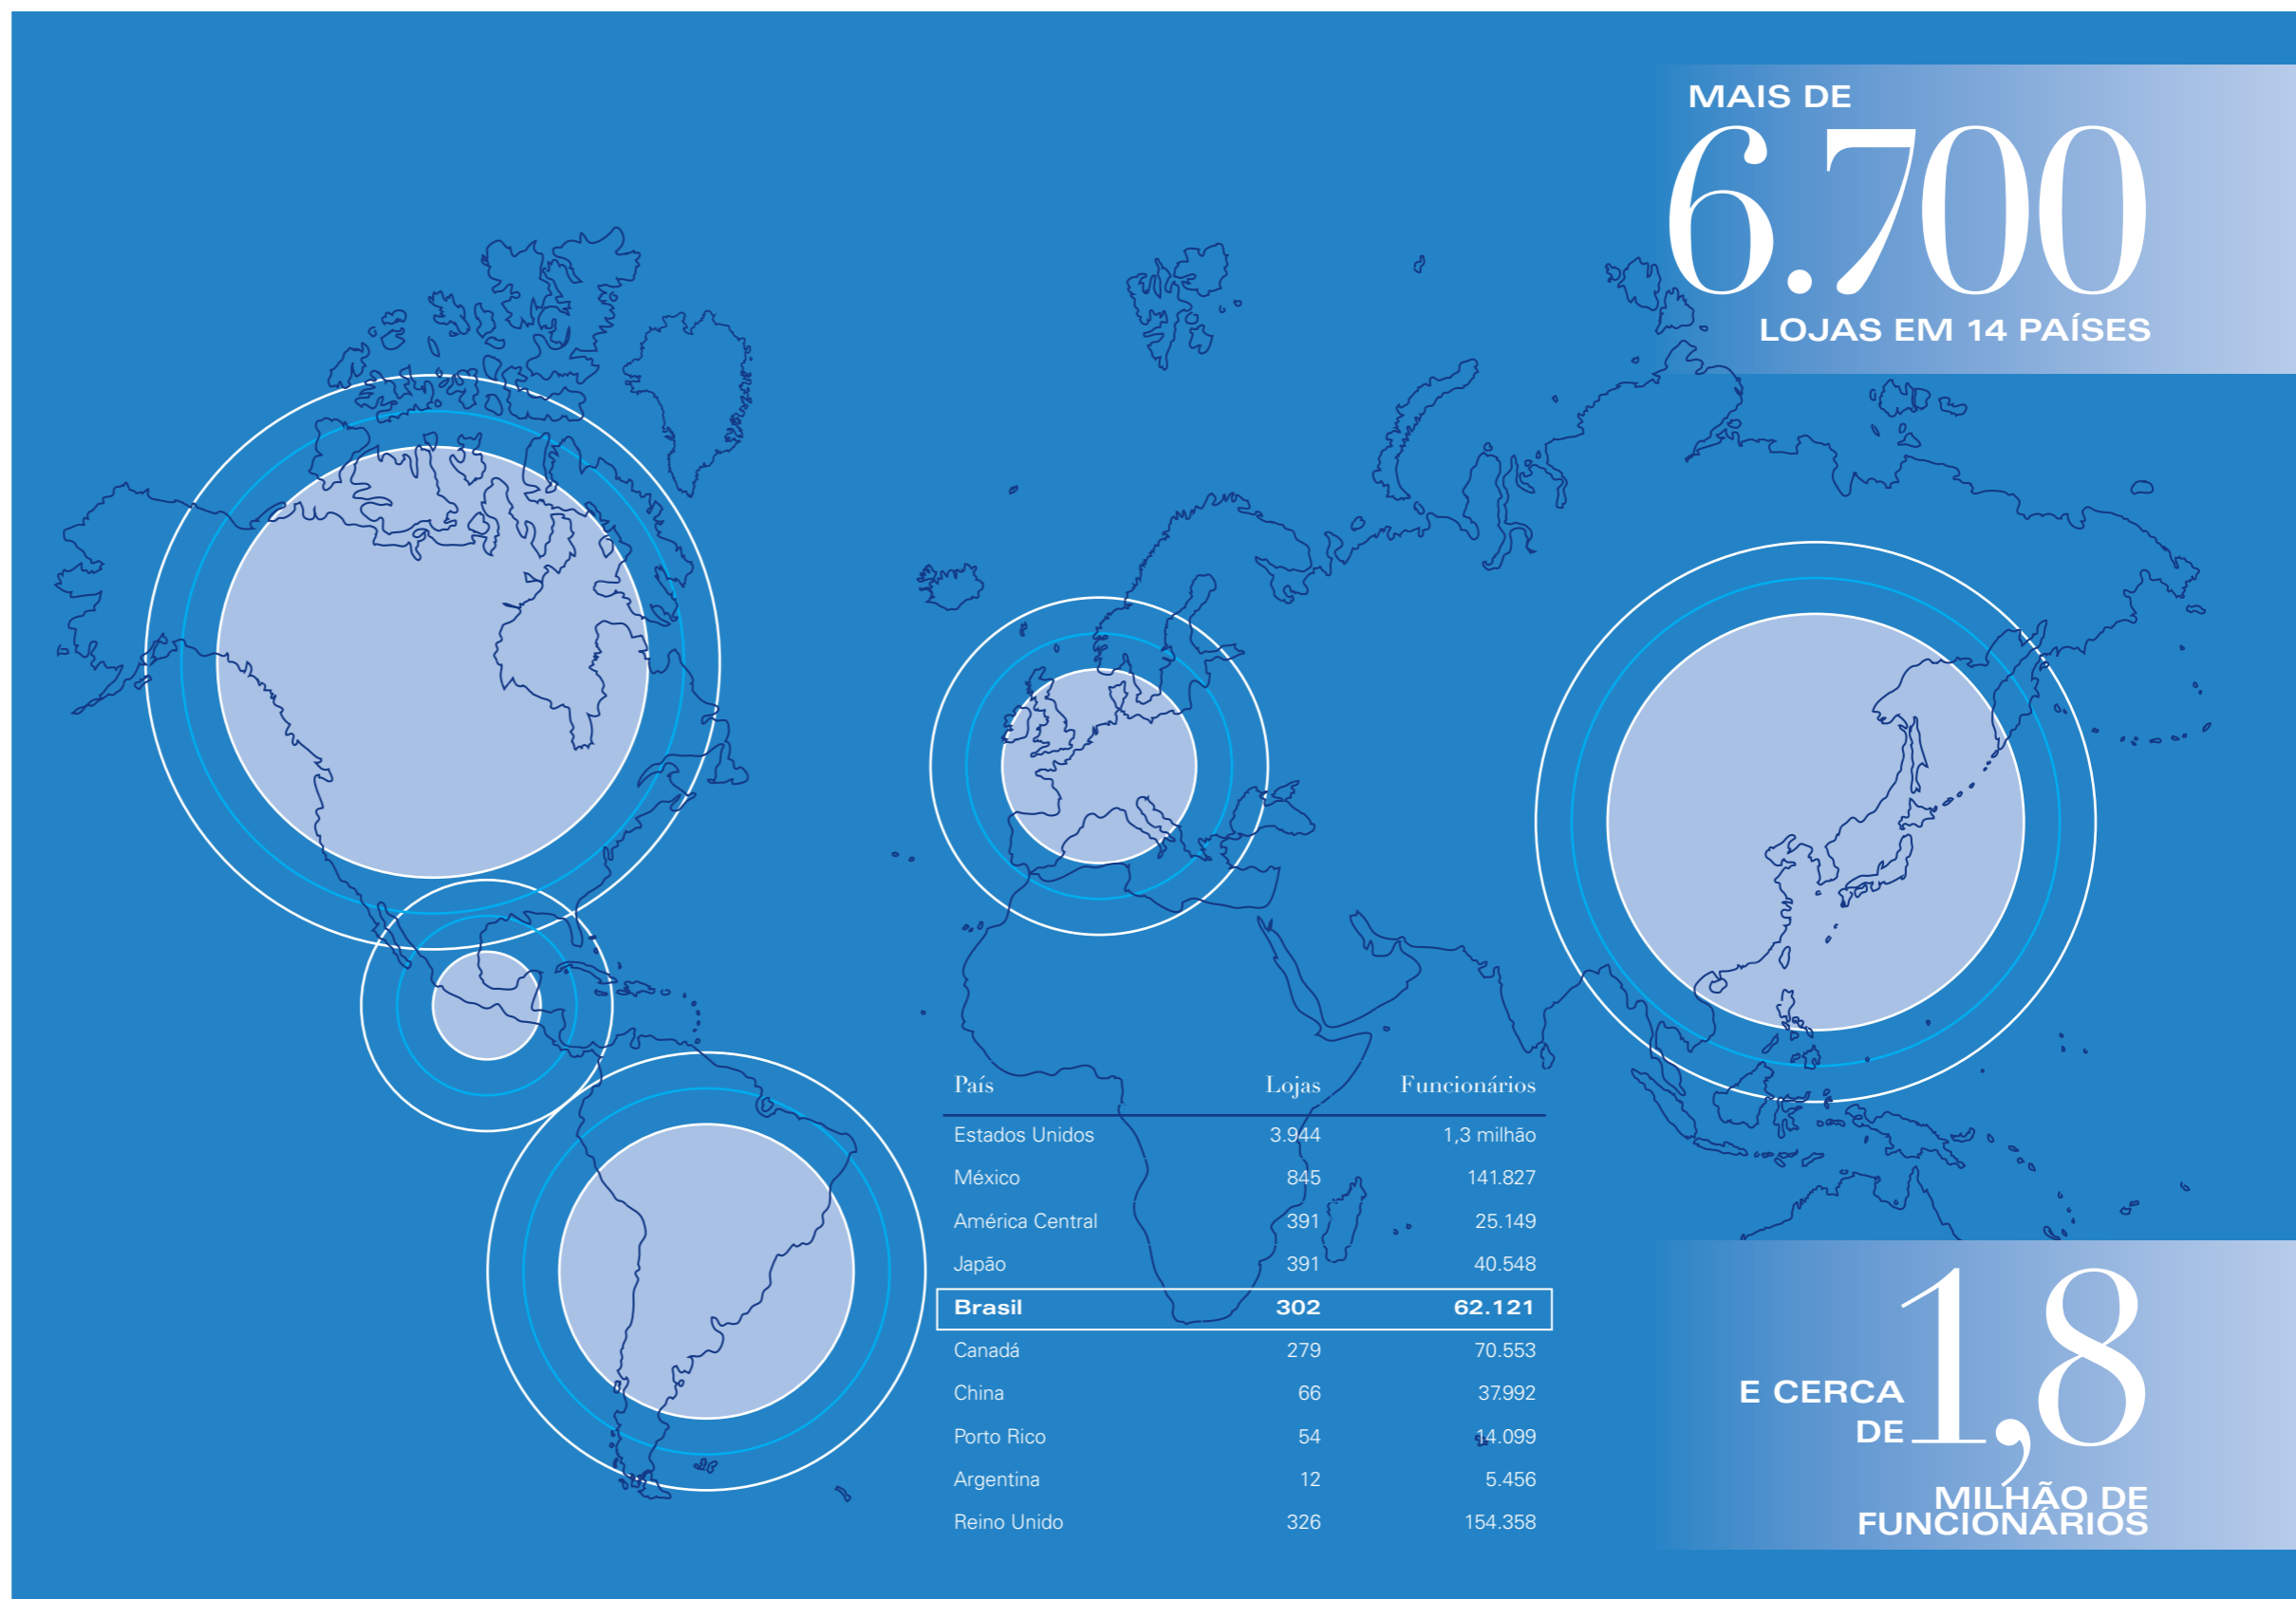 MAIS DE
6.700
LOJAS EM 14 PAÍSES
País Lojas Funcionários
Estados Unidos 3.944 1,3 milhão
México 845 141.827
América Central 391 25.149
Japão 391 40.548
Brasil 302 62.121
Canadá 279 70.553
China 66 37.992
Porto Rico 54 14.099
Argentina 12 5.456
Reino Unido 326 154.358
E CERCA
DE 1,8
MILHÃO DE
FUNCIONÁRIOS